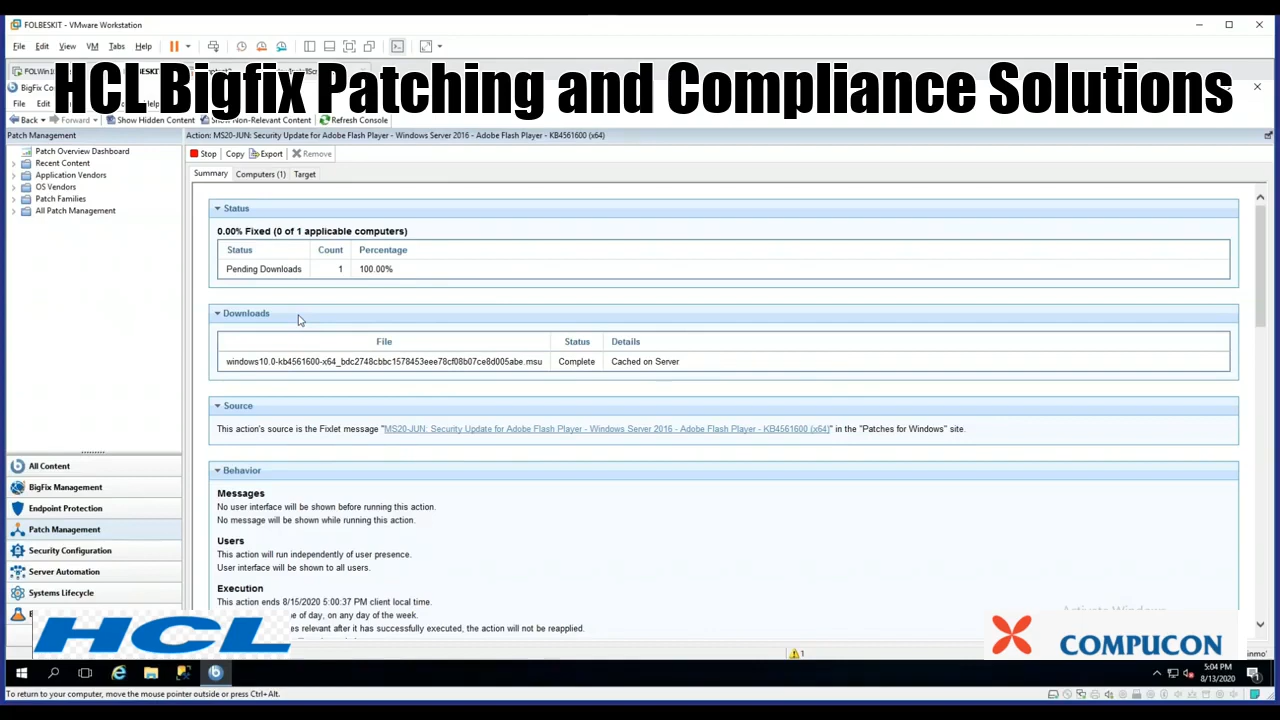 FOLBESKIT - VMware Workstation
File Edit View VM Tabs Help
HCL Bigfix Patching and Compliance Solutions
File Edit
Back Forward Show Hidden Content Show Non-Relevant Content Refresh Console
Patch Management
Action: MS20-JUN: Security Update for Adobe Flash Player - Windows Server 2016 - Adobe Flash Player - KB4561600 (x64)
Patch Overview Dashboard
Recent Content
Application Vendors
OS Vendors
Patch Families
All Patch Management
Stop Copy Export Remove
Summary Computers (1) Target
Status
0.00% Fixed (0 of 1 applicable computers)
Status Count Percentage
Pending Downloads 1 100.00%
Downloads
File Status Details
windows10.0-kb4561600-x64_bdc2748cbbc1578453eee78cf08b07ce8d005abe.msu Complete Cached on Server
Source
This action's source is the Fixlet message "MS20-JUN: Security Update for Adobe Flash Player - Windows Server 2016 - Adobe Flash Player - KB4561600 (x64)" in the "Patches for Windows" site.
Behavior
Messages
No user interface will be shown before running this action.
No message will be shown while running this action.
Users
This action will run independently of user presence.
User interface will be shown to all users.
Execution
This action ends 8/15/2020 5:00:37 PM client local time.
e of day, on any day of the week.
es relevant after it has successfully executed, the action will not be reapplied.
All Content
BigFix Management
Endpoint Protection
Patch Management
Security Configuration
Server Automation
Systems Lifecycle
HCL
COMPUCON
1
inmo'
5:04 PM
8/13/2020
To return to your computer, move the mouse pointer outside or press Ctrl+Alt.